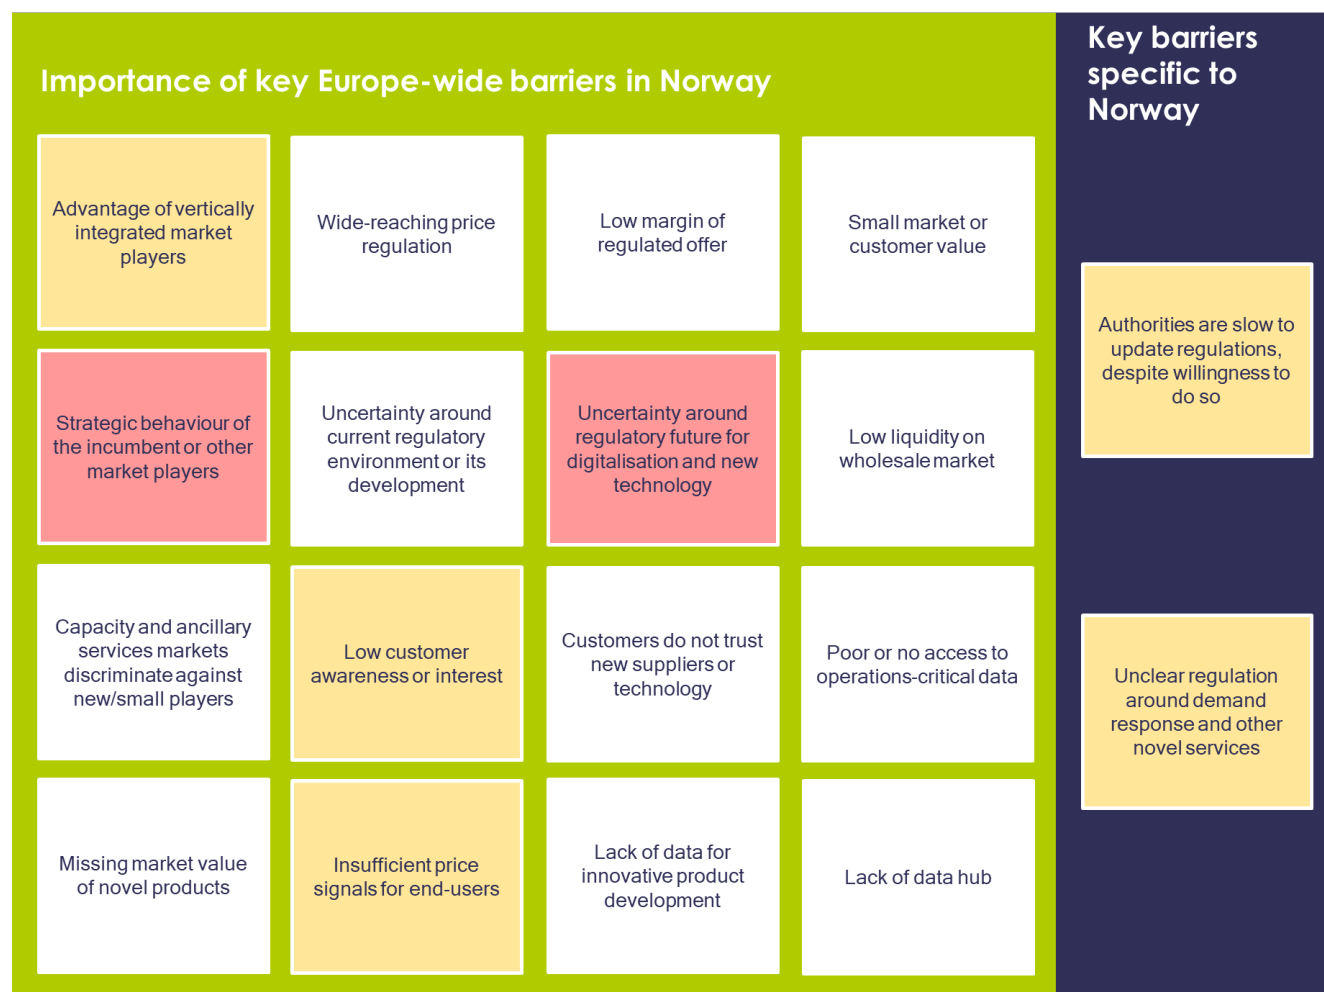 Importance of key Europe-wide barriers in Norway
Advantage of vertically
integrated market
players
Wide-reaching price
regulation
Low margin of
regulated offer
Small market or
customer value
Strategic behaviour of
the incumbent or other
market players
Uncertainty around
current regulatory
environment or its
development
Uncertainty around
regulatory future for
digitalisation and new
technology
Low liquidity on
wholesale market
Capacity and ancillary
services markets
discriminate against
new/small players
Low customer
awareness or interest
Customers do not trust
new suppliers or
technology
Poor or no access to
operations-critical data
Missing market value
of novel products
Insufficient price
signals for end-users
Lack of data for
innovative product
development
Lack of data hub
Key barriers
specific to
Norway
Authorities are slow to
update regulations,
despite willingness to
do so
Unclear regulation
around demand
response and other
novel services